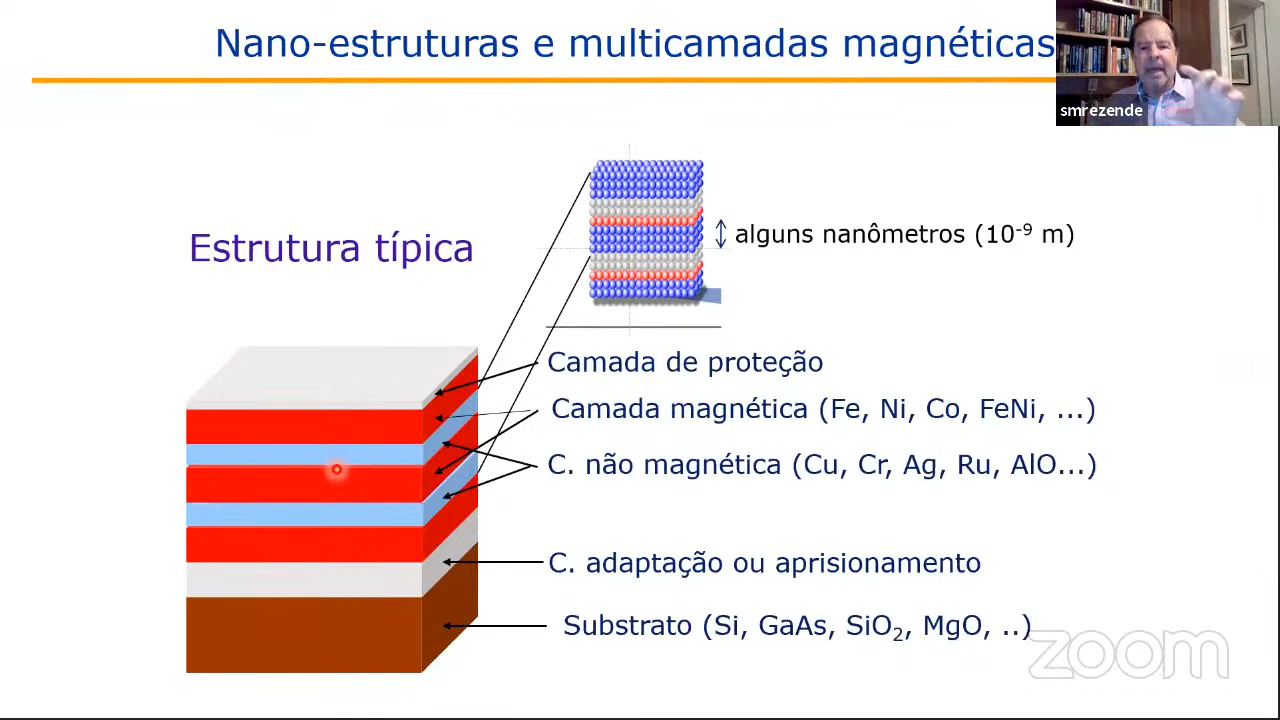 Nano-estruturas e multicamadas magnéticas
smrezende
Estrutura típica
alguns nanômetros (10⁻⁹ m)
Camada de proteção
Camada magnética (Fe, Ni, Co, FeNi, ...)
C. não magnética (Cu, Cr, Ag, Ru, AlO...)
C. adaptação ou aprisionamento
Substrato (Si, GaAs, SiO₂, MgO, ..)
zoom